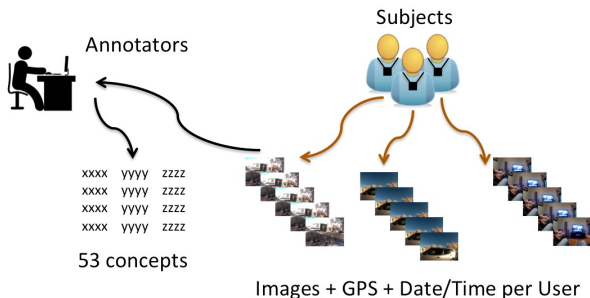 Subjects
Annotators
xxxx yyyy zzzz
xxxx yyyy zzzz
xxxx yyyy zzzz
xxxx yyyy zzzz
53 concepts
Images + GPS + Date/Time per User